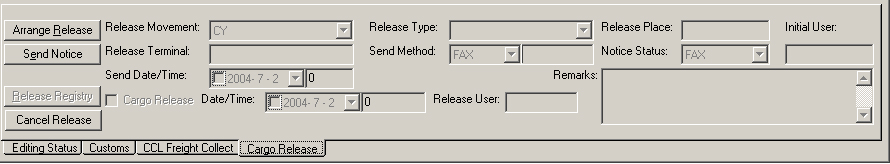 Arrange Release Release Movement: CY Release Type: Release Place: Initial User:
Send Notice Release Terminal: Send Method: FAX Notice Status: FAX
Send Date/Time: 2004- 7 - 2 0 Remarks:
Release Registry Cargo Release Date/Time: 2004- 7 - 2 0 Release User:
Cancel Release
Editing Status Customs CCL Freight Collect Cargo Release